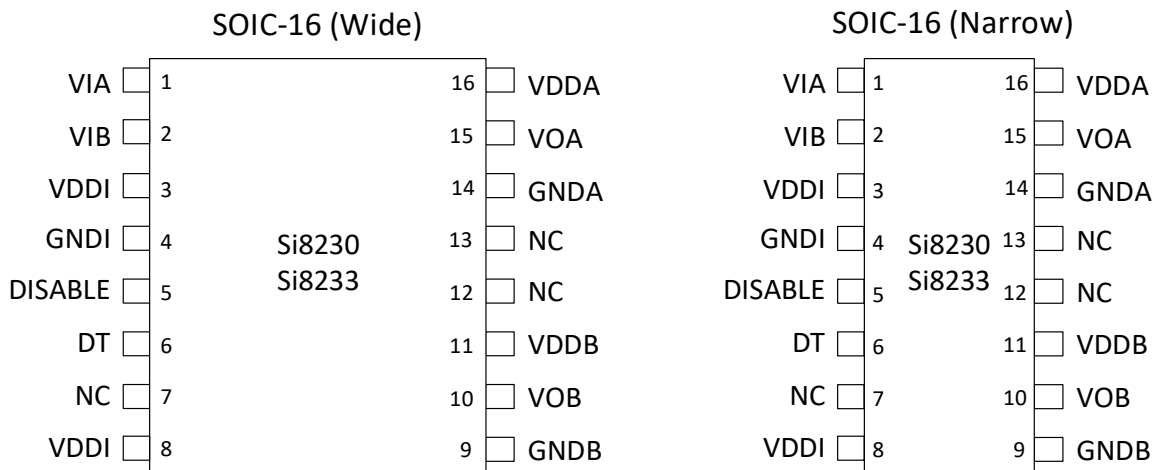 SOIC-16 (Wide)
VIA 1 16 VDDA
VIB 2 15 VOA
VDDI 3 14 GNDA
GNDI 4 13 NC
Si8230
Si8233
DISABLE 5 12 NC
DT 6 11 VDDB
NC 7 10 VOB
VDDI 8 9 GNDB
SOIC-16 (Narrow)
VIA 1 16 VDDA
VIB 2 15 VOA
VDDI 3 14 GNDA
GNDI 4 Si8230 13 NC
Si8233
DISABLE 5 12 NC
DT 6 11 VDDB
NC 7 10 VOB
VDDI 8 9 GNDB